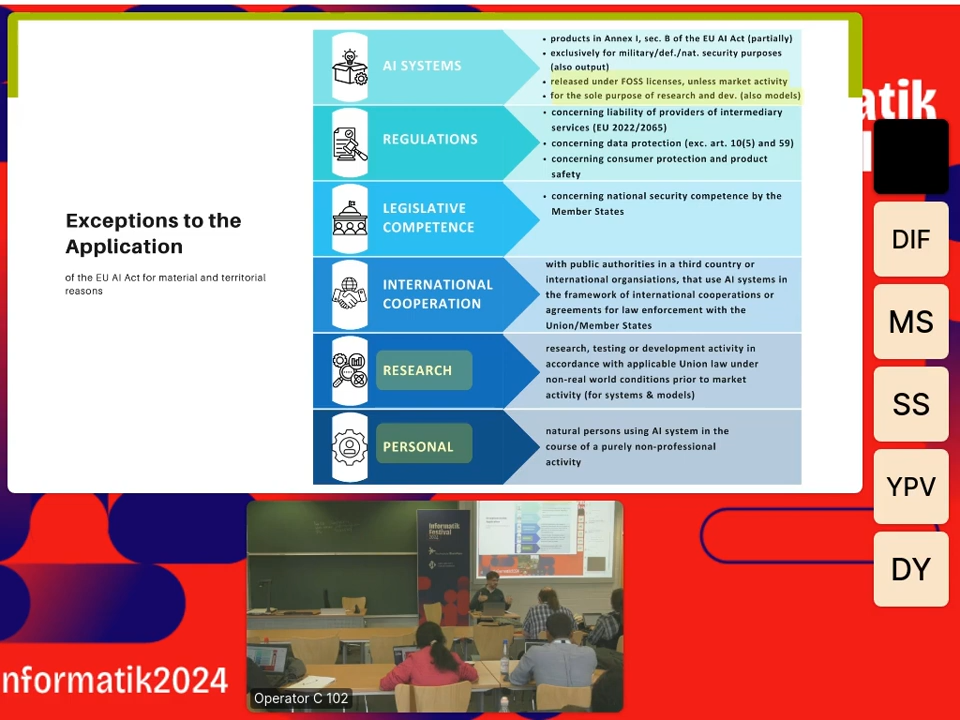 Exceptions to the
Application
of the EU AI Act for material and territorial
reasons
AI SYSTEMS
• products in Annex I, sec. B of the EU AI Act (partially)
• exclusively for military/def./nat. security purposes
(also output)
• released under FOSS licenses, unless market activity
• for the sole purpose of research and dev. (also models)
REGULATIONS
• concerning liability of providers of intermediary
services (EU 2022/2065)
• concerning data protection (exc. art. 10(5) and 59)
• concerning consumer protection and product
safety
LEGISLATIVE
COMPETENCE
• concerning national security competence by the
Member States
INTERNATIONAL
COOPERATION
with public authorities in a third country or
international organsiations, that use AI systems in
the framework of international cooperations or
agreements for law enforcement with the
Union/Member States
RESEARCH
research, testing or development activity in
accordance with applicable Union law under
non-real world conditions prior to market
activity (for systems & models)
PERSONAL
natural persons using AI system in the
course of a purely non-professional
activity
atik
DIF
MS
SS
YPV
DY
informatik
festival
2024
Operator C 102
nformatik2024